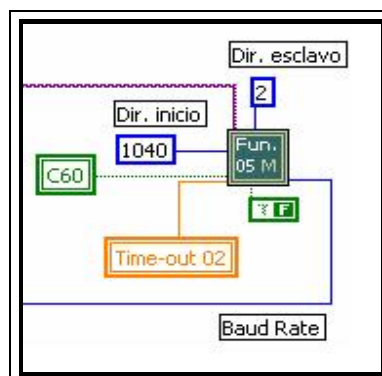 Dir. esclavo
2
Dir. inicio
1040
Fun.
05 M
C60
F
Time-out 02
Baud Rate